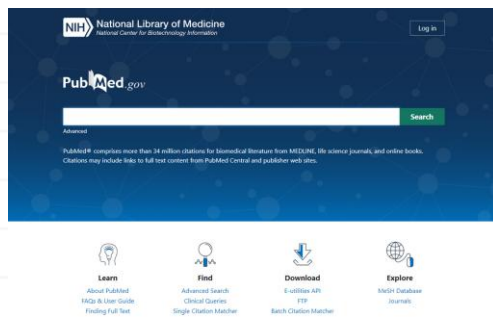 NIH National Library of Medicine
National Center for Biotechnology Information
Log in
PubMed.gov
Search
Advanced
PubMed® comprises more than 34 million citations for biomedical literature from MEDLINE, life science journals, and online books.
Citations may include links to full text content from PubMed Central and publisher web sites.
Learn
About PubMed
FAQs & User Guide
Finding Full Text
Find
Advanced Search
Clinical Queries
Single Citation Matcher
Download
E-utilities API
FTP
Batch Citation Matcher
Explore
MeSH Database
Journals